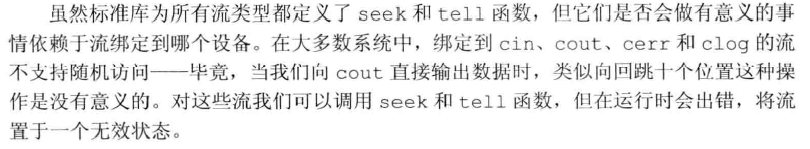 虽然标准库为所有流类型都定义了 seek 和 tell 函数，但它们是否会做有意义的事
情依赖于流绑定到哪个设备。在大多数系统中，绑定到 cin、cout、cerr 和 clog 的流
不支持随机访问——毕竟，当我们向 cout 直接输出数据时，类似向回跳十个位置这种操
作是没有意义的。对这些流我们可以调用 seek 和 tell 函数，但在运行时会出错，将流
置于一个无效状态。